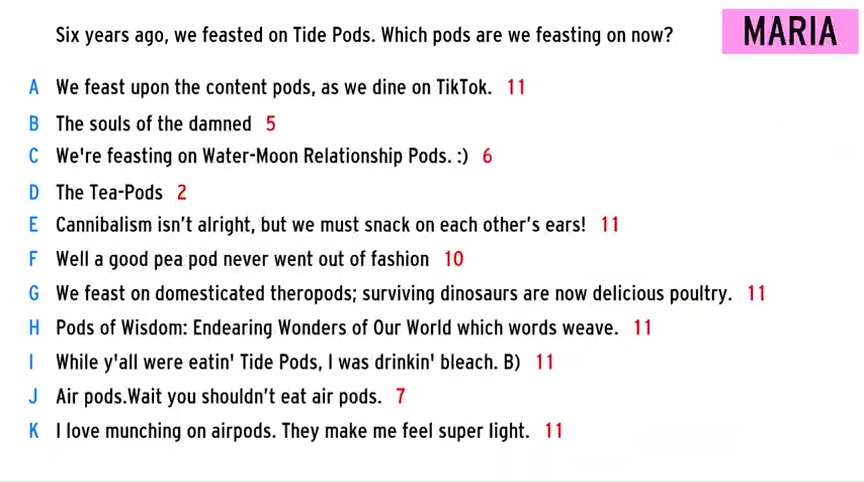 Six years ago, we feasted on Tide Pods. Which pods are we feasting on now?
MARIA
A We feast upon the content pods, as we dine on TikTok. 11
B The souls of the damned 5
C We're feasting on Water-Moon Relationship Pods. :) 6
D The Tea-Pods 2
E Cannibalism isn't alright, but we must snack on each other's ears! 11
F Well a good pea pod never went out of fashion 10
G We feast on domesticated theropods; surviving dinosaurs are now delicious poultry. 11
H Pods of Wisdom: Endearing Wonders of Our World which words weave. 11
I While y'all were eatin' Tide Pods, I was drinkin' bleach. B) 11
J Air pods.Wait you shouldn't eat air pods. 7
K I love munching on airpods. They make me feel super light. 11